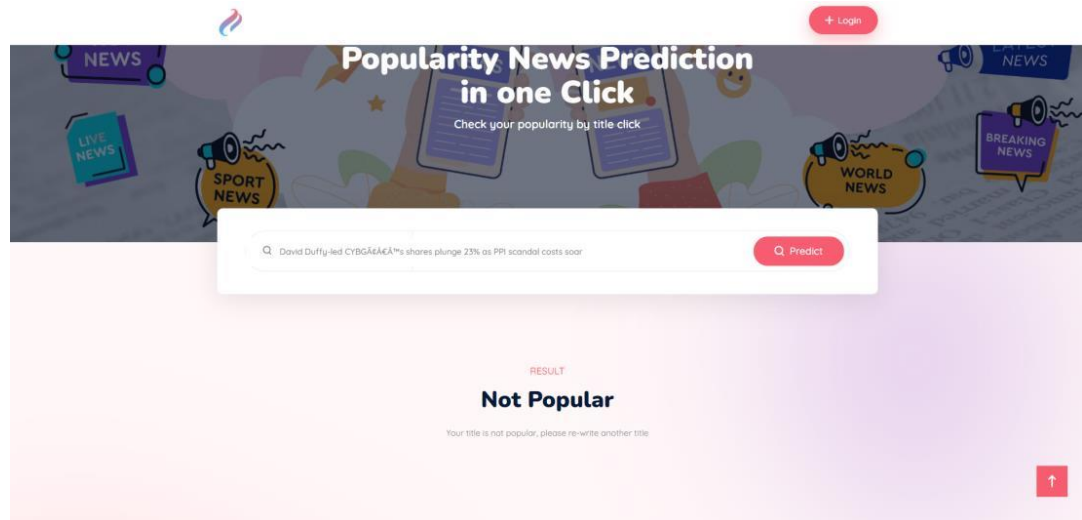 + Login
NEWS
LATEST
NEWS
Popularity News Prediction
in one Click
Check your popularity by title click
LIVE
NEWS
SPORT
NEWS
WORLD
NEWS
BREAKING
NEWS
David Duffy-led CYBGÃ¢Â€Â™s shares plunge 23% as PPI scandal costs soar
Predict
RESULT
Not Popular
Your title is not popular, please re-write another title